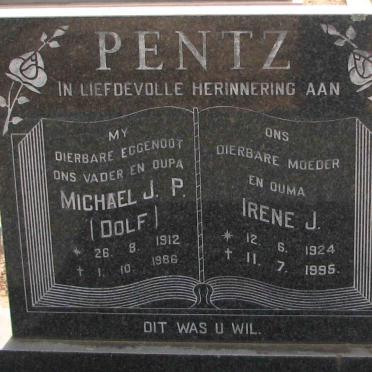 PENTZ
IN LIEFDEVOLLE HERINNERING AAN
MY
DIERBARE EGGENOOT
ONS VADER EN OUPA
MICHAEL J. P.
(DOLF)
* 26. 8. 1912
† 1. 10. 1986
ONS
DIERBARE MOEDER
EN OUMA
IRENE J.
* 12. 6. 1924
† 11. 7. 1995.
DIT WAS U WIL.